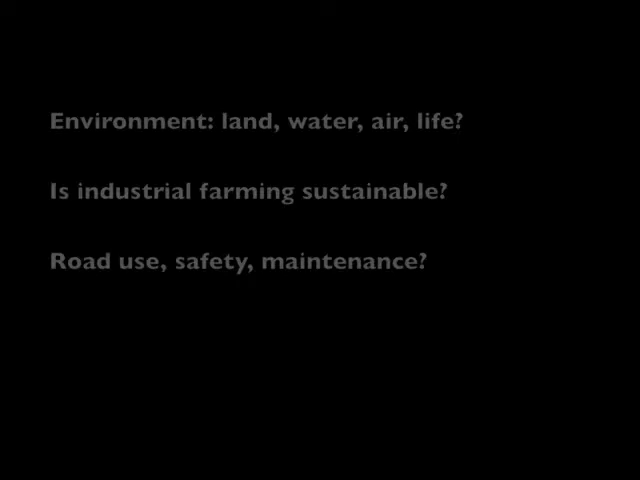 Environment: land, water, air, life?
Is industrial farming sustainable?
Road use, safety, maintenance?